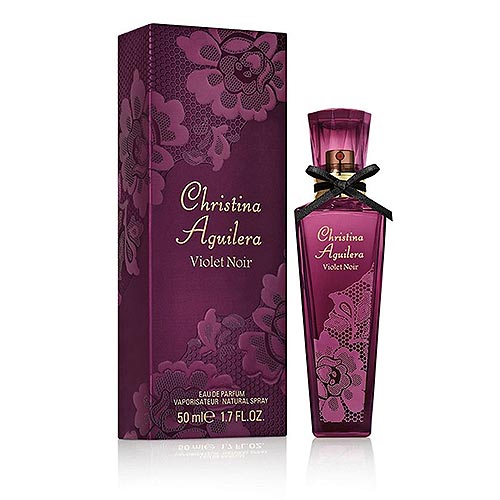 Christina
Aguilera
Violet Noir
EAU DE PARFUM
VAPORISATEUR · NATURAL SPRAY
50 ml℮ 1.7 FL.OZ.
Christina
Aguilera
Violet Noir